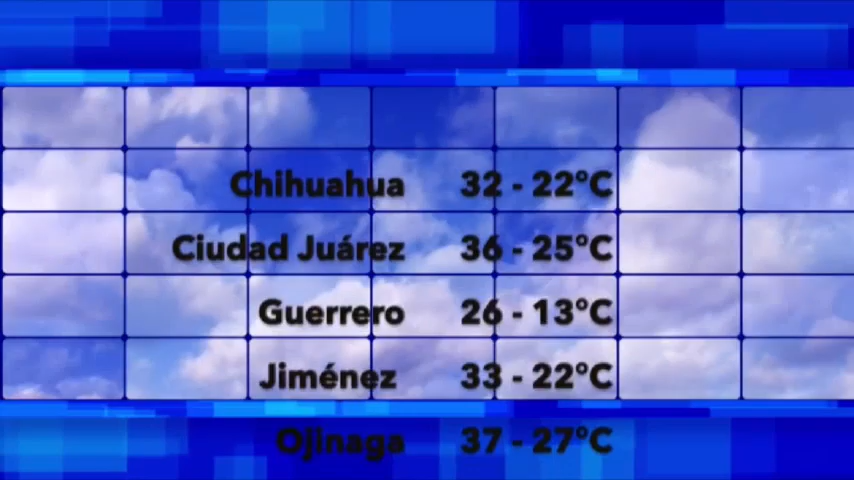 Chihuahua 32 - 22°C
Ciudad Juárez 36 - 25°C
Guerrero 26 - 13°C
Jiménez 33 - 22°C
Ojinaga 37 - 27°C